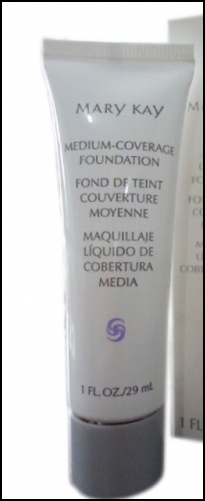 MARY KAY
MEDIUM-COVERAGE
FOUNDATION
FOND DE TEINT
COUVERTURE
MOYENNE
MAQUILLAJE
LÍQUIDO DE
COBERTURA
MEDIA
1 FL. OZ./29 mL